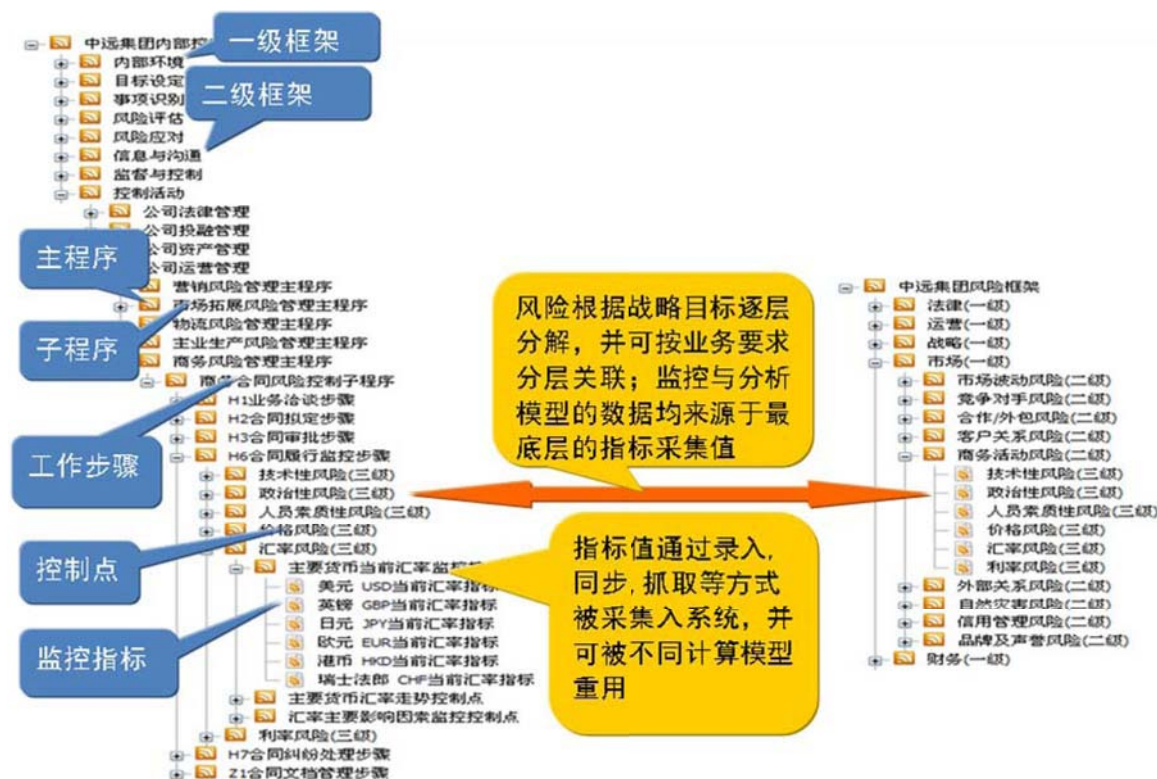 中远集团内部控
一级框架
内部环境
目标设定
事项识别
二级框架
风险评估
风险应对
信息与沟通
监督与控制
控制活动
公司法律管理
公司投融管理
公司资产管理
公司运营管理
主程序
营销风险管理主程序
市场拓展风险管理主程序
子程序
物流风险管理主程序
主业生产风险管理主程序
商务风险管理主程序
商务合同风险控制子程序
H1业务洽谈步骤
H2合同拟定步骤
H3合同审批步骤
工作步骤
H6合同履行监控步骤
技术性风险(三级)
政治性风险(三级)
人员素质性风险(三级)
价格风险(三级)
汇率风险(三级)
控制点
主要货币当前汇率监控
美元 USD当前汇率指标
英镑 GBP当前汇率指标
日元 JPY当前汇率指标
欧元 EUR当前汇率指标
港币 HKD当前汇率指标
瑞士法郎 CHF当前汇率指标
监控指标
主要货币汇率走势控制点
汇率主要影响因素监控控制点
利率风险(三级)
H7合同纠纷处理步骤
Z1合同文档管理步骤
风险根据战略目标逐层
分解，并可按业务要求
分层关联；监控与分析
模型的数据均来源于最
底层的指标采集值
指标值通过录入,
同步,抓取等方式
被采集入系统，并
可被不同计算模型
重用
中远集团风险框架
法律(一级)
运营(一级)
战略(一级)
市场(一级)
市场波动风险(二级)
竞争对手风险(二级)
合作/外包风险(二级)
客户关系风险(二级)
商务活动风险(二级)
技术性风险(三级)
政治性风险(三级)
人员素质性风险(三级)
价格风险(三级)
汇率风险(三级)
利率风险(三级)
外部关系风险(二级)
自然灾害风险(二级)
信用管理风险(二级)
品牌及声誉风险(二级)
财务(一级)